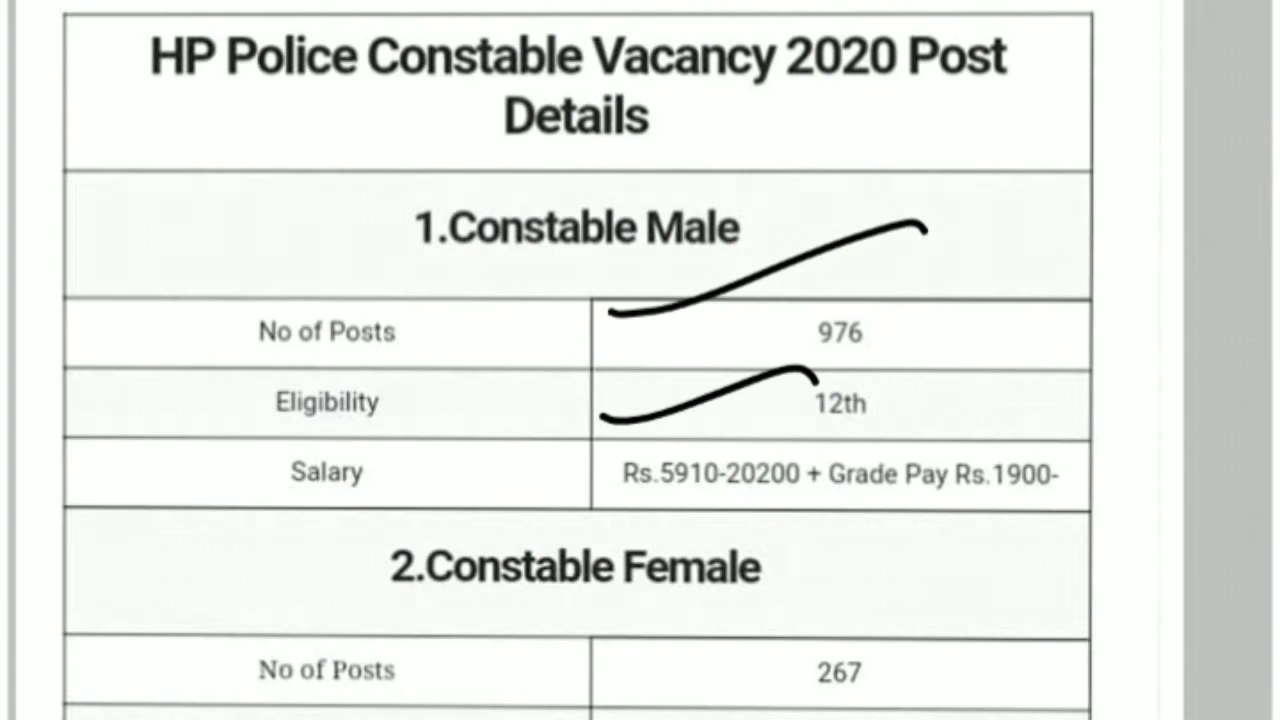 HP Police Constable Vacancy 2020 Post
Details
1.Constable Male
No of Posts 976
Eligibility 12th
Salary Rs.5910-20200 + Grade Pay Rs.1900-
2.Constable Female
No of Posts 267